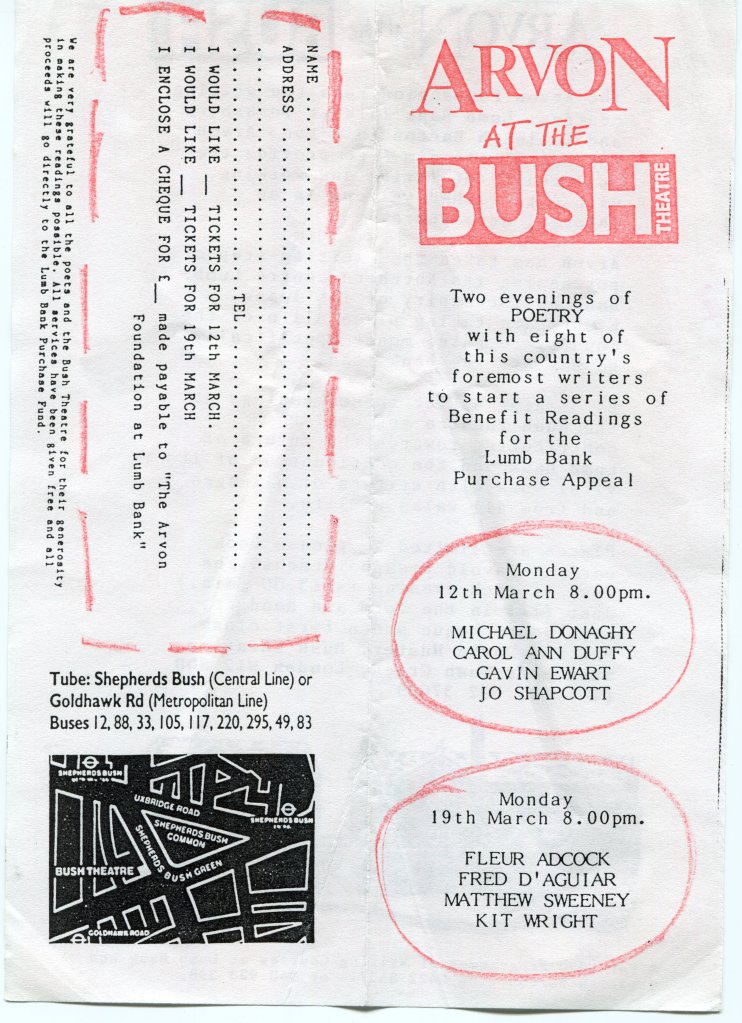 ARVON
AT THE
BUSH
THEATRE
Two evenings of
POETRY
with eight of
this country's
foremost writers
to start a series of
Benefit Readings
for the
Lumb Bank
Purchase Appeal
Monday
12th March 8.00pm.
MICHAEL DONAGHY
CAROL ANN DUFFY
GAVIN EWART
JO SHAPCOTT
Monday
19th March 8.00pm.
FLEUR ADCOCK
FRED D'AGUIAR
MATTHEW SWEENEY
KIT WRIGHT
NAME ............................................
ADDRESS .........................................
.................................................
........................TEL......................
I WOULD LIKE __ TICKETS FOR 12th MARCH
I WOULD LIKE __ TICKETS FOR 19th MARCH
I ENCLOSE A CHEQUE FOR £__ made payable to "The Arvon
Foundation at Lumb Bank"
We are very grateful to all the poets and the Bush Theatre for their generosity
in making these readings possible. All services have been given free and all
proceeds will go directly to the Lumb Bank Purchase Fund.
Tube: Shepherds Bush (Central Line) or
Goldhawk Rd (Metropolitan Line)
Buses 12, 88, 33, 105, 117, 220, 295, 49, 83
SHEPHERDS BUSH
UXBRIDGE ROAD
SHEPHERDS BUSH
SHEPHERDS BUSH
COMMON
SHEPHERDS BUSH GREEN
BUSH THEATRE
GOLDHAWK ROAD